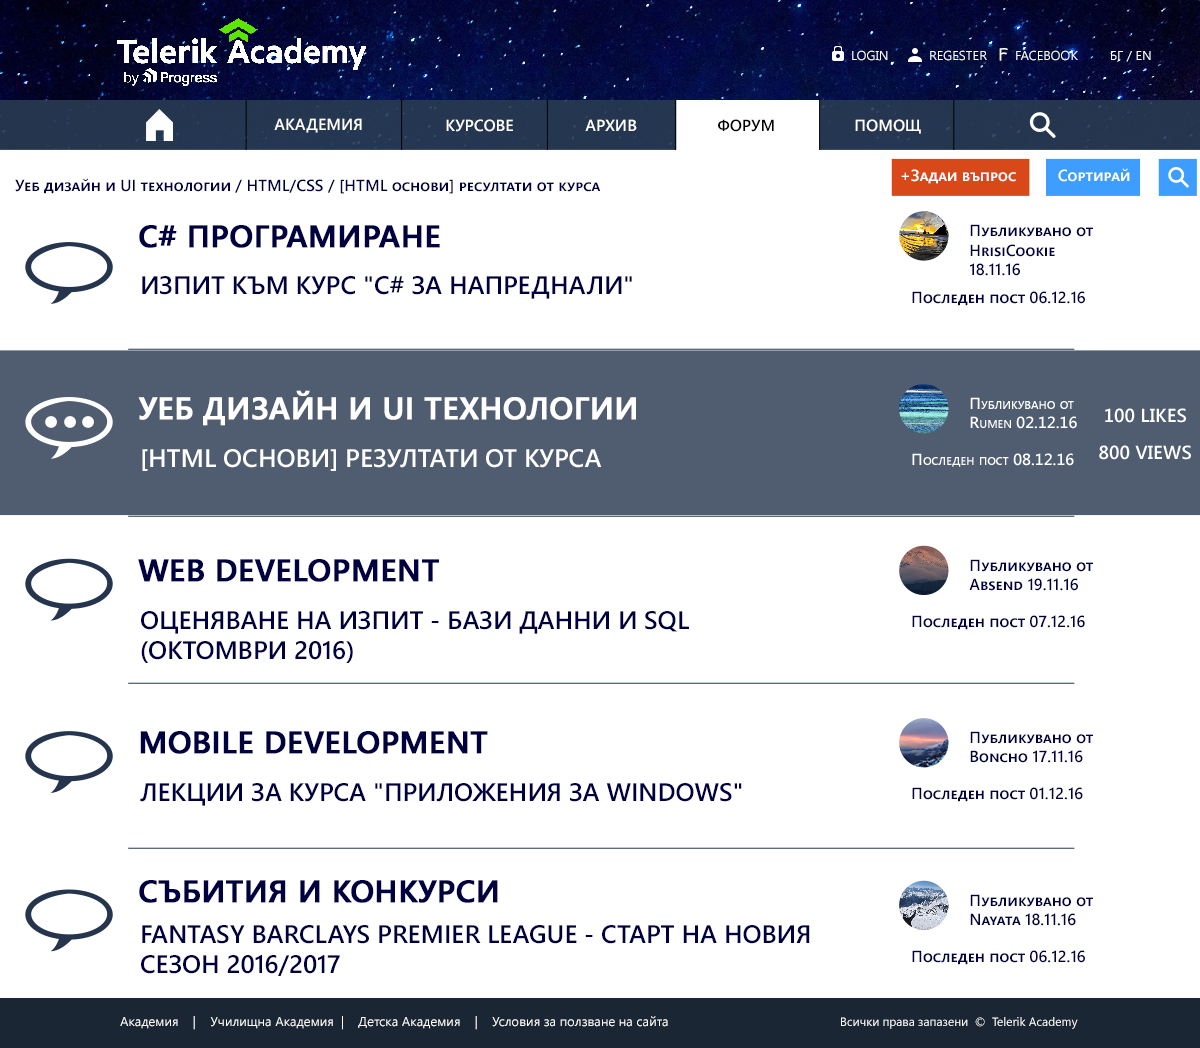 Telerik Academy
by Progress
LOGIN REGESTER F FACEBOOK БГ / EN
АКАДЕМИЯ КУРСОВЕ АРХИВ ФОРУМ ПОМОЩ
Уеб дизайн и UI технологии / HTML/CSS / [HTML основи] ресултати от курса
+Задаи въпрос Сортирай
C# ПРОГРАМИРАНЕ
ИЗПИТ КЪМ КУРС "C# ЗА НАПРЕДНАЛИ"
Публикувано от
HrisiCookie
18.11.16
Последен пост 06.12.16
УЕБ ДИЗАЙН И UI ТЕХНОЛОГИИ
[HTML ОСНОВИ] РЕЗУЛТАТИ ОТ КУРСА
Публикувано от
Rumen 02.12.16
Последен пост 08.12.16
100 LIKES
800 VIEWS
WEB DEVELOPMENT
ОЦЕНЯВАНЕ НА ИЗПИТ - БАЗИ ДАННИ И SQL
(ОКТОМВРИ 2016)
Публикувано от
Absend 19.11.16
Последен пост 07.12.16
MOBILE DEVELOPMENT
ЛЕКЦИИ ЗА КУРСА "ПРИЛОЖЕНИЯ ЗА WINDOWS"
Публикувано от
Boncho 17.11.16
Последен пост 01.12.16
СЪБИТИЯ И КОНКУРСИ
FANTASY BARCLAYS PREMIER LEAGUE - СТАРТ НА НОВИЯ
СЕЗОН 2016/2017
Публикувано от
Nayata 18.11.16
Последен пост 06.12.16
Академия | Училищна Академия | Детска Академия | Условия за ползване на сайта
Всички права запазени © Telerik Academy